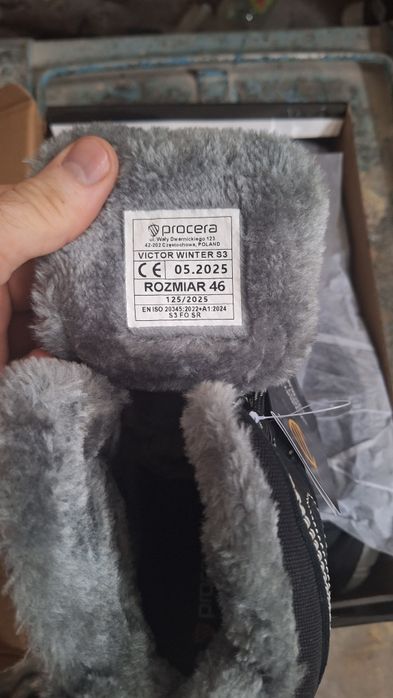 procera
ul. Wały Dwernickiego 123
42-202 Częstochowa, POLAND
VICTOR WINTER S3
CE 05.2025
ROZMIAR 46
125/2025
EN ISO 20345:2022+A1:2024
S3 FO SR
procera